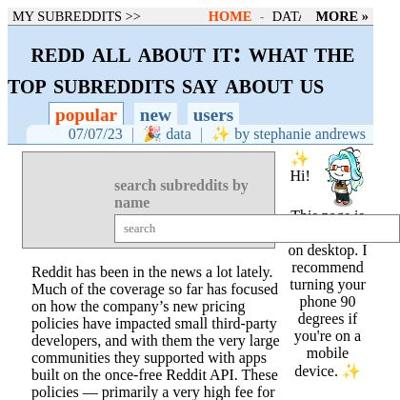 MY SUBREDDITS >> HOME - DATA MORE »
REDD ALL ABOUT IT: WHAT THE
TOP SUBREDDITS SAY ABOUT US
popular new users
07/07/23 | 🎉 data | ✨ by stephanie andrews
search subreddits by
name
search
Reddit has been in the news a lot lately.
Much of the coverage so far has focused
on how the company’s new pricing
policies have impacted small third-party
developers, and with them the very large
communities they supported with apps
built on the once-free Reddit API. These
policies — primarily a very high fee for
✨
Hi!
This page is
on desktop. I
recommend
turning your
phone 90
degrees if
you're on a
mobile
device. ✨